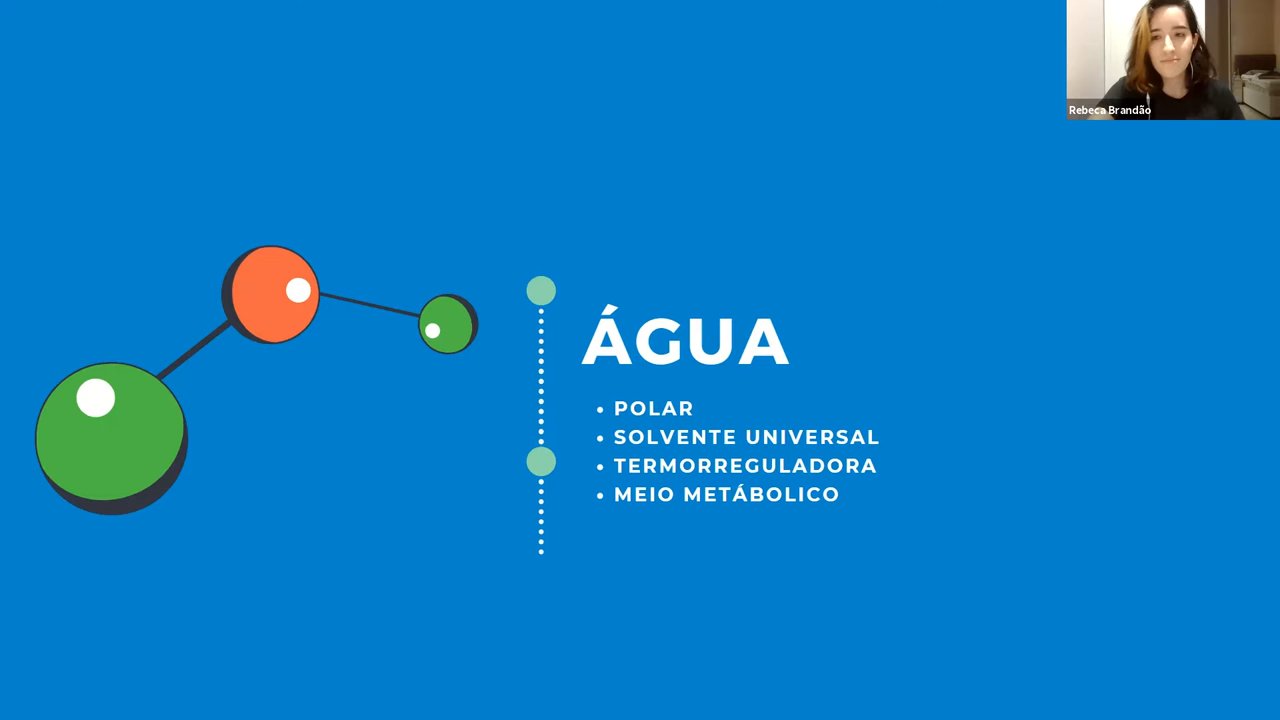 Rebeca Brandão
ÁGUA
• POLAR
• SOLVENTE UNIVERSAL
• TERMORREGULADORA
• MEIO METÁBOLICO